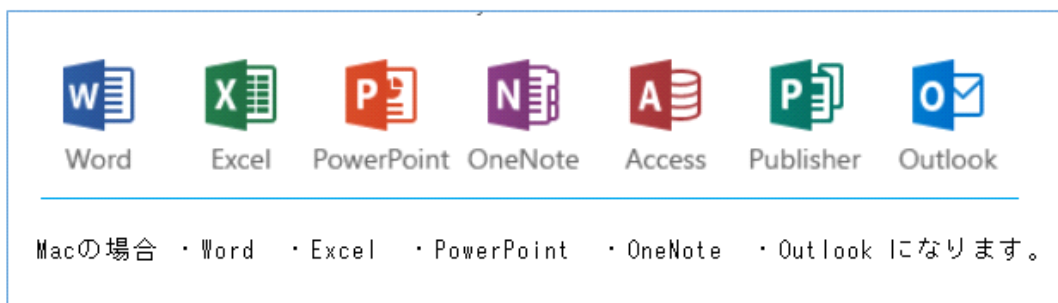 Word Excel PowerPoint OneNote Access Publisher Outlook
Macの場合 ・Word ・Excel ・PowerPoint ・OneNote ・Outlook になります。